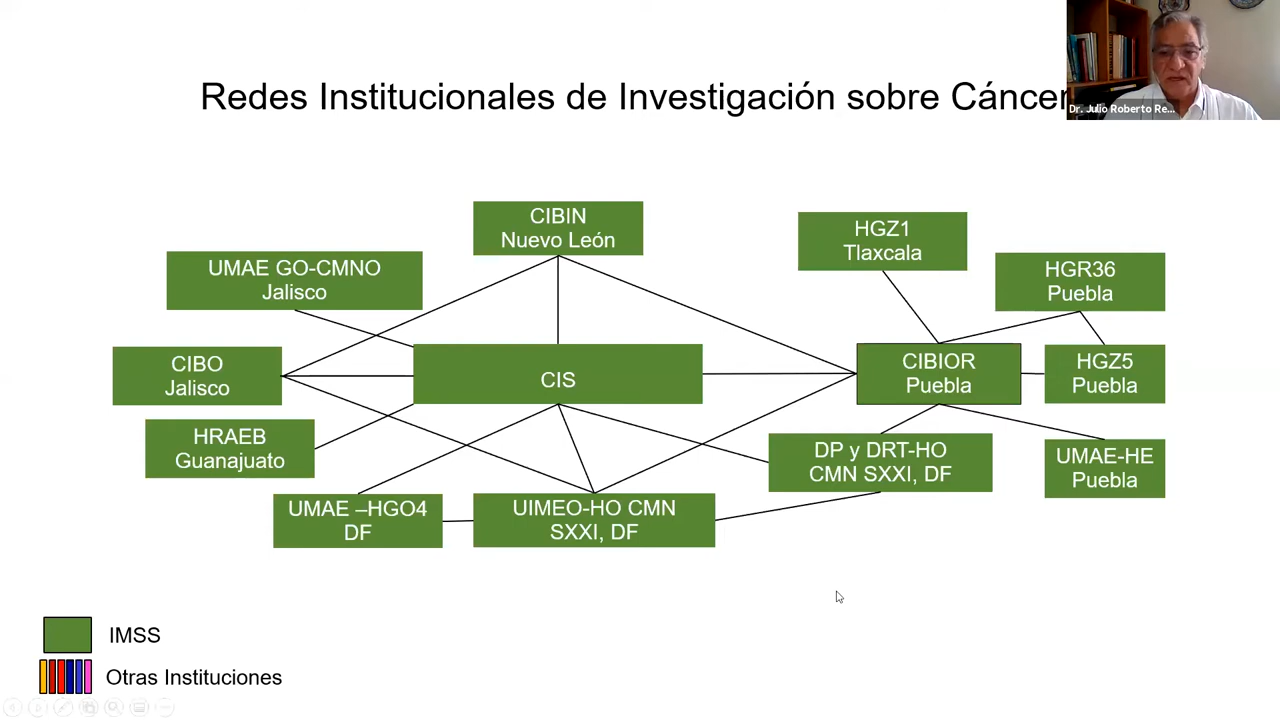 Redes Institucionales de Investigación sobre Cáncer
Dr. Julio Roberto Re...
CIBIN
Nuevo León
HGZ1
Tlaxcala
UMAE GO-CMNO
Jalisco
HGR36
Puebla
CIBO
Jalisco
CIS
CIBIOR
Puebla
HGZ5
Puebla
HRAEB
Guanajuato
DP y DRT-HO
CMN SXXI, DF
UMAE-HE
Puebla
UMAE –HGO4
DF
UIMEO-HO CMN
SXXI, DF
IMSS
Otras Instituciones